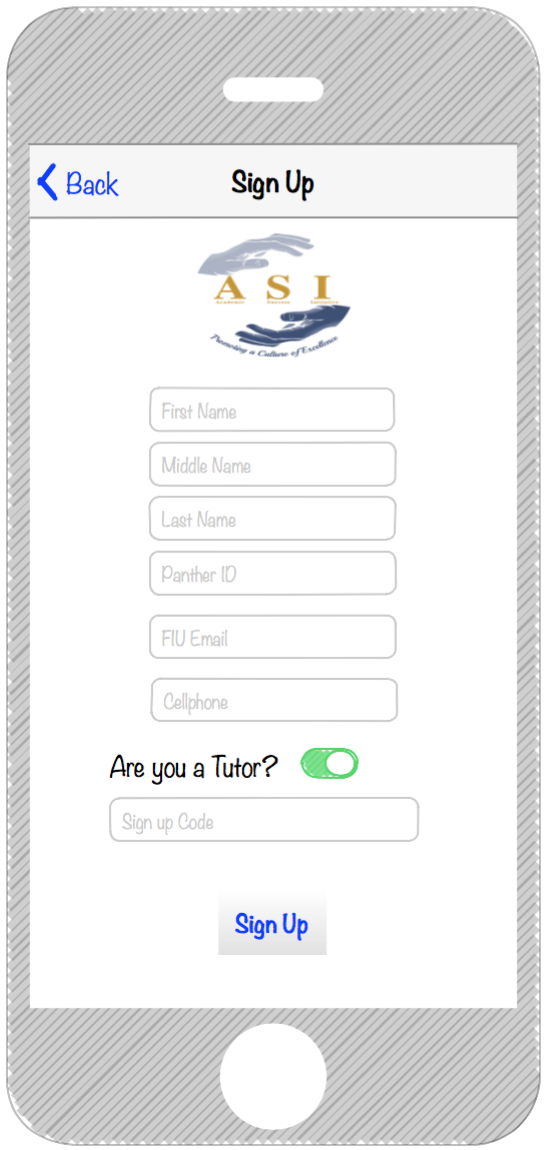 Back
Sign Up
A S I
Academic Success Initiative
Promoting a Culture of Excellence
First Name
Middle Name
Last Name
Panther ID
FIU Email
Cellphone
Are you a Tutor?
Sign up Code
Sign Up